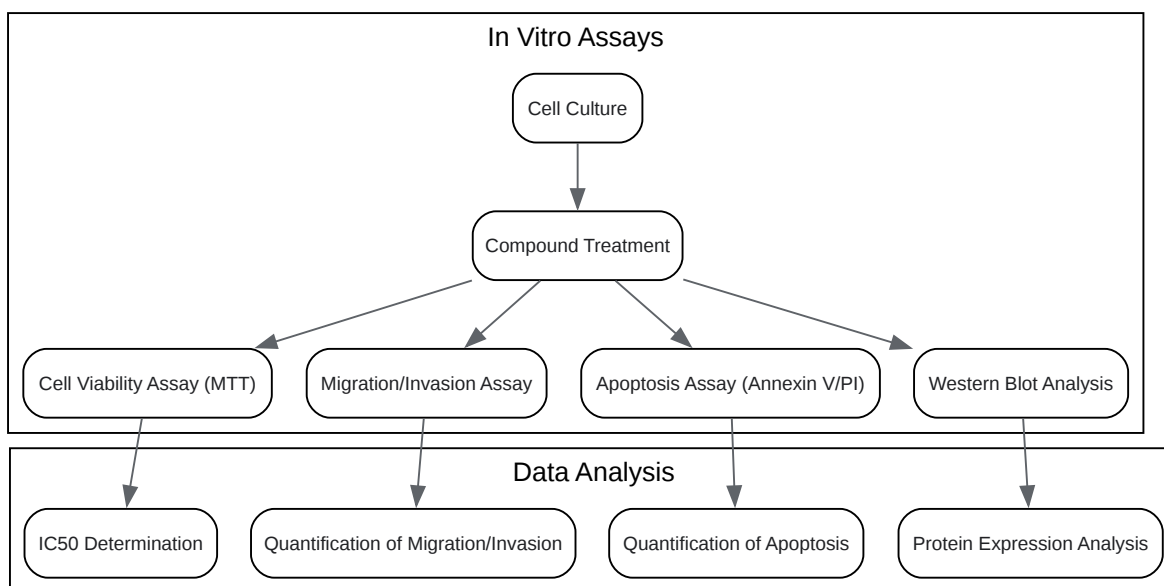 In Vitro Assays
Cell Culture
Compound Treatment
Cell Viability Assay (MTT)
Migration/Invasion Assay
Apoptosis Assay (Annexin V/PI)
Western Blot Analysis
Data Analysis
IC50 Determination
Quantification of Migration/Invasion
Quantification of Apoptosis
Protein Expression Analysis